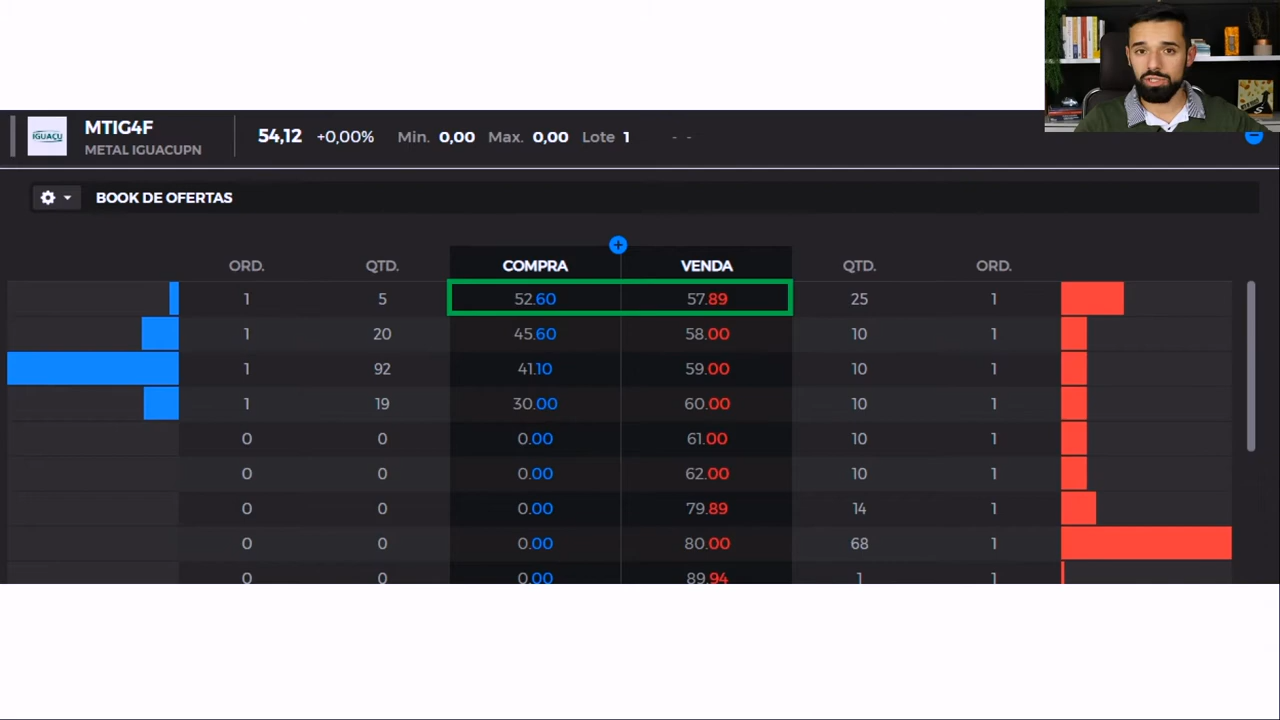 IGUAÇU
MTIG4F
METAL IGUACUPN
54,12 +0,00% Min. 0,00 Max. 0,00 Lote 1 - -
BOOK DE OFERTAS
ORD. QTD. COMPRA VENDA QTD. ORD.
1 5 52.60 57.89 25 1
1 20 45.60 58.00 10 1
1 92 41.10 59.00 10 1
1 19 30.00 60.00 10 1
0 0 0.00 61.00 10 1
0 0 0.00 62.00 10 1
0 0 0.00 79.89 14 1
0 0 0.00 80.00 68 1
0 0 0.00 89.94 1 1